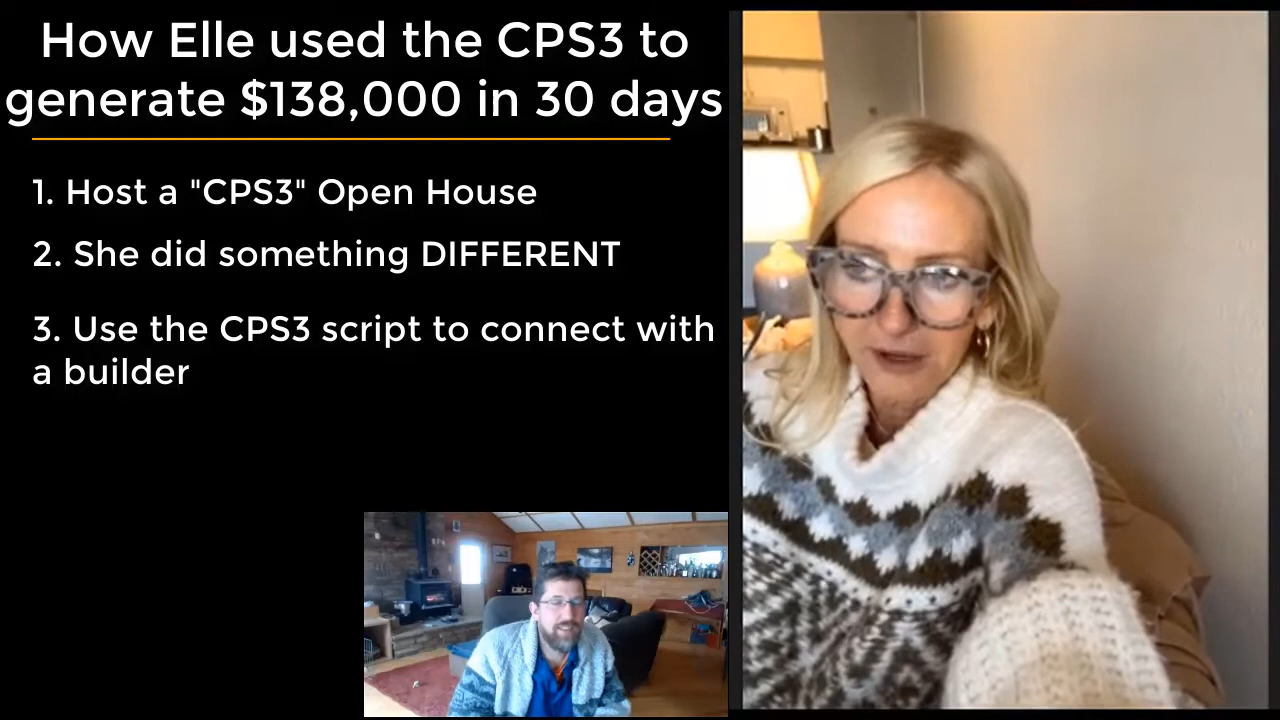 How Elle used the CPS3 to
generate $138,000 in 30 days
1. Host a "CPS3" Open House
2. She did something DIFFERENT
3. Use the CPS3 script to connect with
a builder